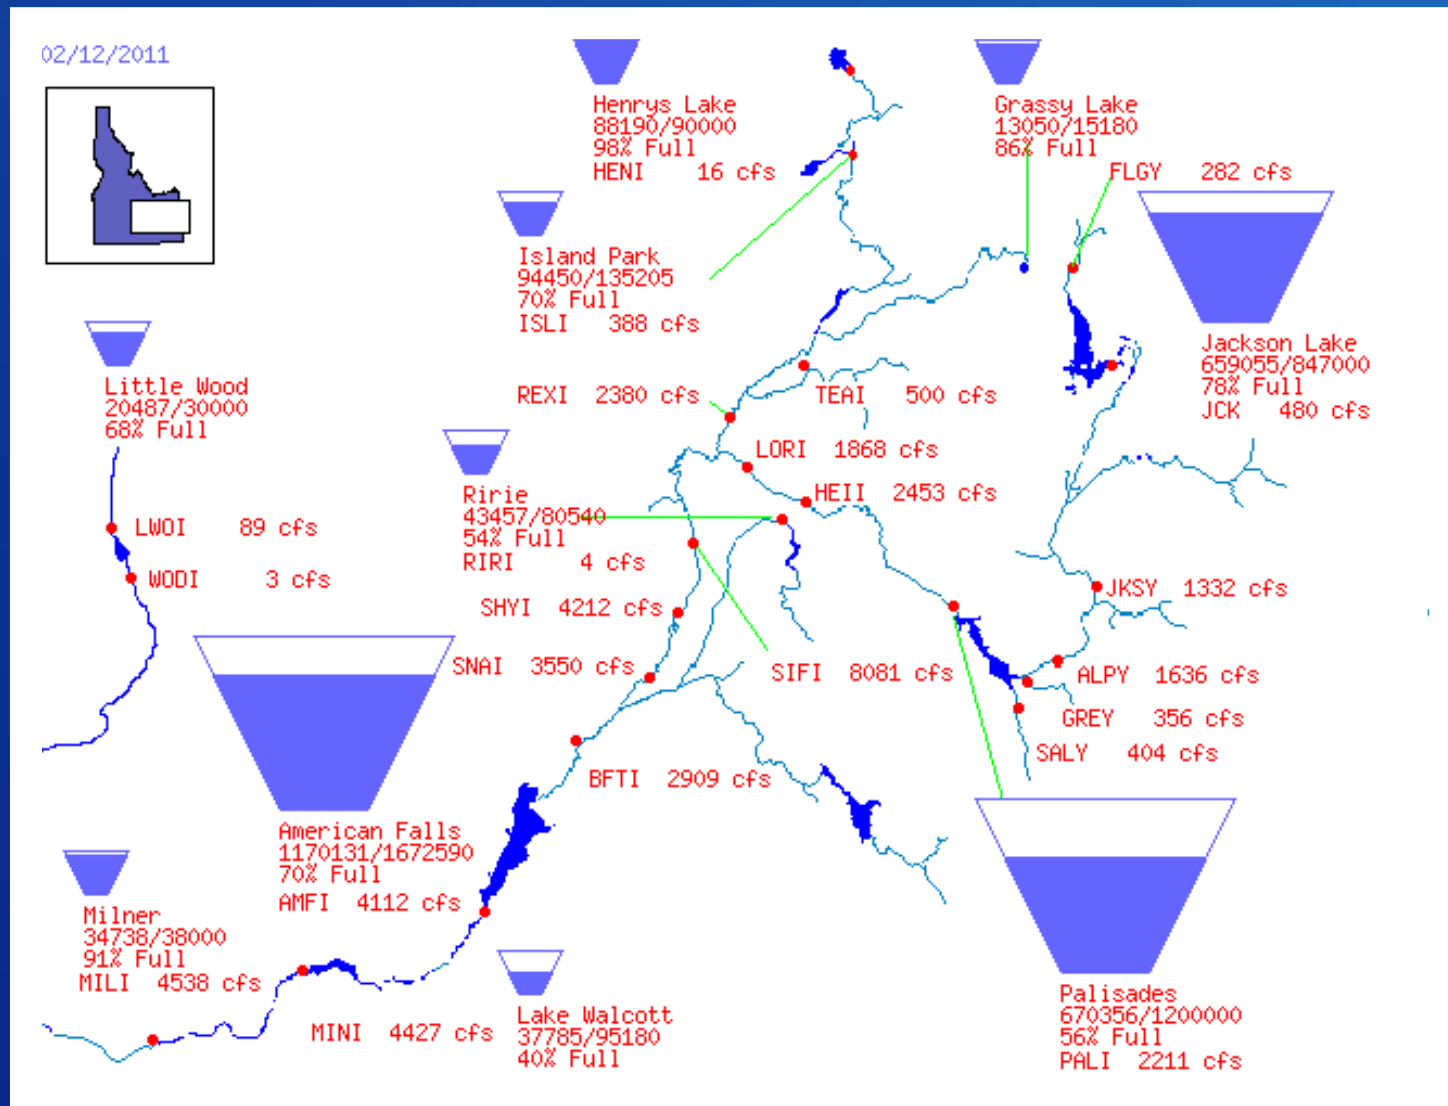 02/12/2011
Henrys Lake
88190/90000
98% Full
HENI 16 cfs
Grassy Lake
13050/15180
86% Full
FLGY 282 cfs
Island Park
94450/135205
70% Full
ISLI 388 cfs
Jackson Lake
659055/847000
78% Full
JCK 480 cfs
Little Wood
20487/30000
68% Full
REXI 2380 cfs
TEAI 500 cfs
LORI 1868 cfs
HEII 2453 cfs
Ririe
43457/80540
54% Full
RIRI 4 cfs
LWOI 89 cfs
WODI 3 cfs
JKSY 1332 cfs
SHYI 4212 cfs
SNAI 3550 cfs
SIFI 8081 cfs
ALPY 1636 cfs
GREY 356 cfs
SALY 404 cfs
BFTI 2909 cfs
American Falls
1170131/1672590
70% Full
AMFI 4112 cfs
Milner
34738/38000
91% Full
MILI 4538 cfs
MINI 4427 cfs
Lake Walcott
37785/95180
40% Full
Palisades
670356/1200000
56% Full
PALI 2211 cfs